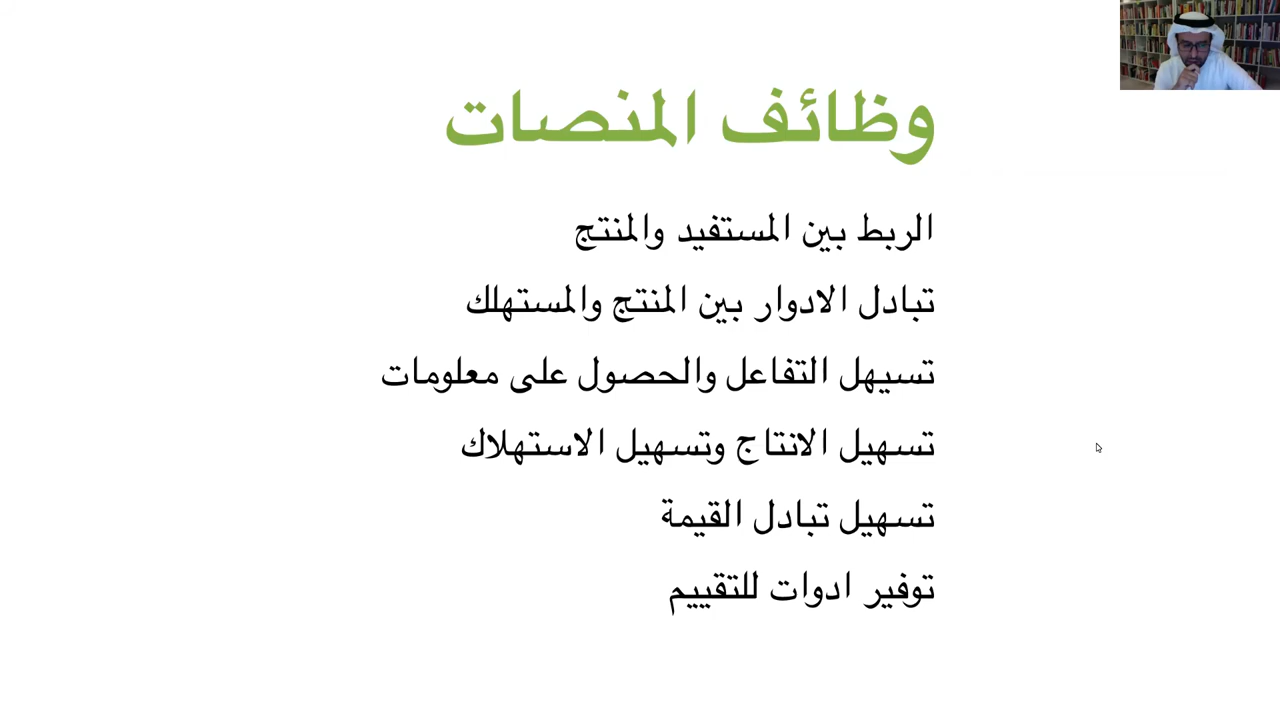 وظائف المنصات
الربط بين المستفيد والمنتج
تبادل الادوار بين المنتج والمستهلك
تسيهل التفاعل والحصول على معلومات
تسهيل الانتاج وتسهيل الاستهلاك
تسهيل تبادل القيمة
توفير ادوات للتقييم